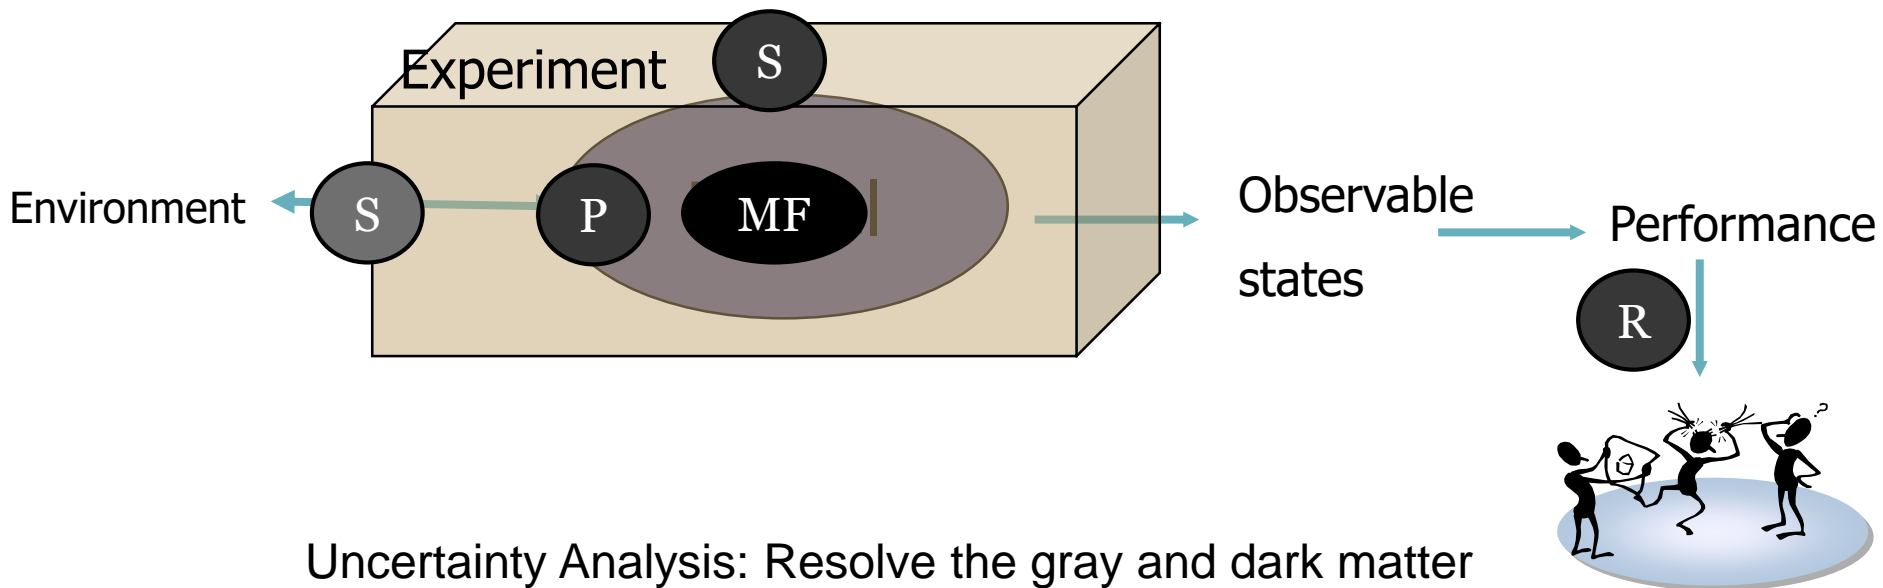 Experiment
S
Environment
S
P
MF
Observable
states
Performance
R
?
Uncertainty Analysis: Resolve the gray and dark matter